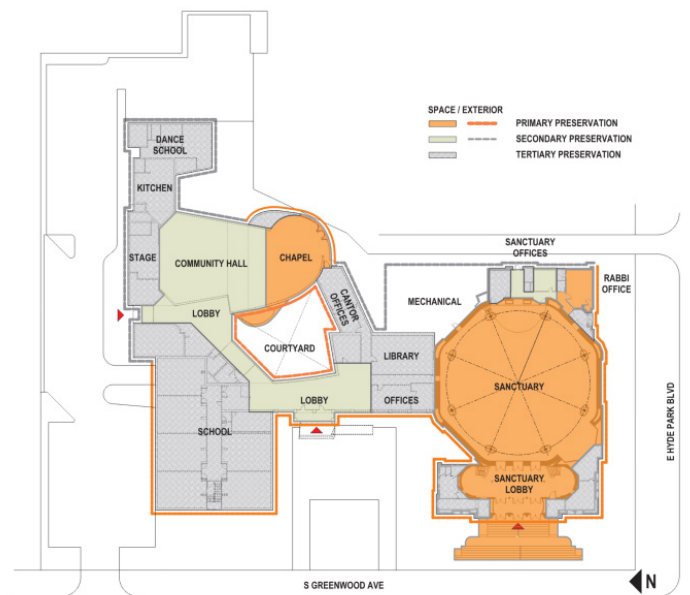 SPACE / EXTERIOR
PRIMARY PRESERVATION
SECONDARY PRESERVATION
TERTIARY PRESERVATION
DANCE
SCHOOL
KITCHEN
STAGE
COMMUNITY HALL
CHAPEL
LOBBY
COURTYARD
CANTOR
OFFICES
MECHANICAL
SANCTUARY
OFFICES
RABBI
OFFICE
LIBRARY
SANCTUARY
LOBBY
OFFICES
SCHOOL
SANCTUARY
LOBBY
E HYDE PARK BLVD
S GREENWOOD AVE
N